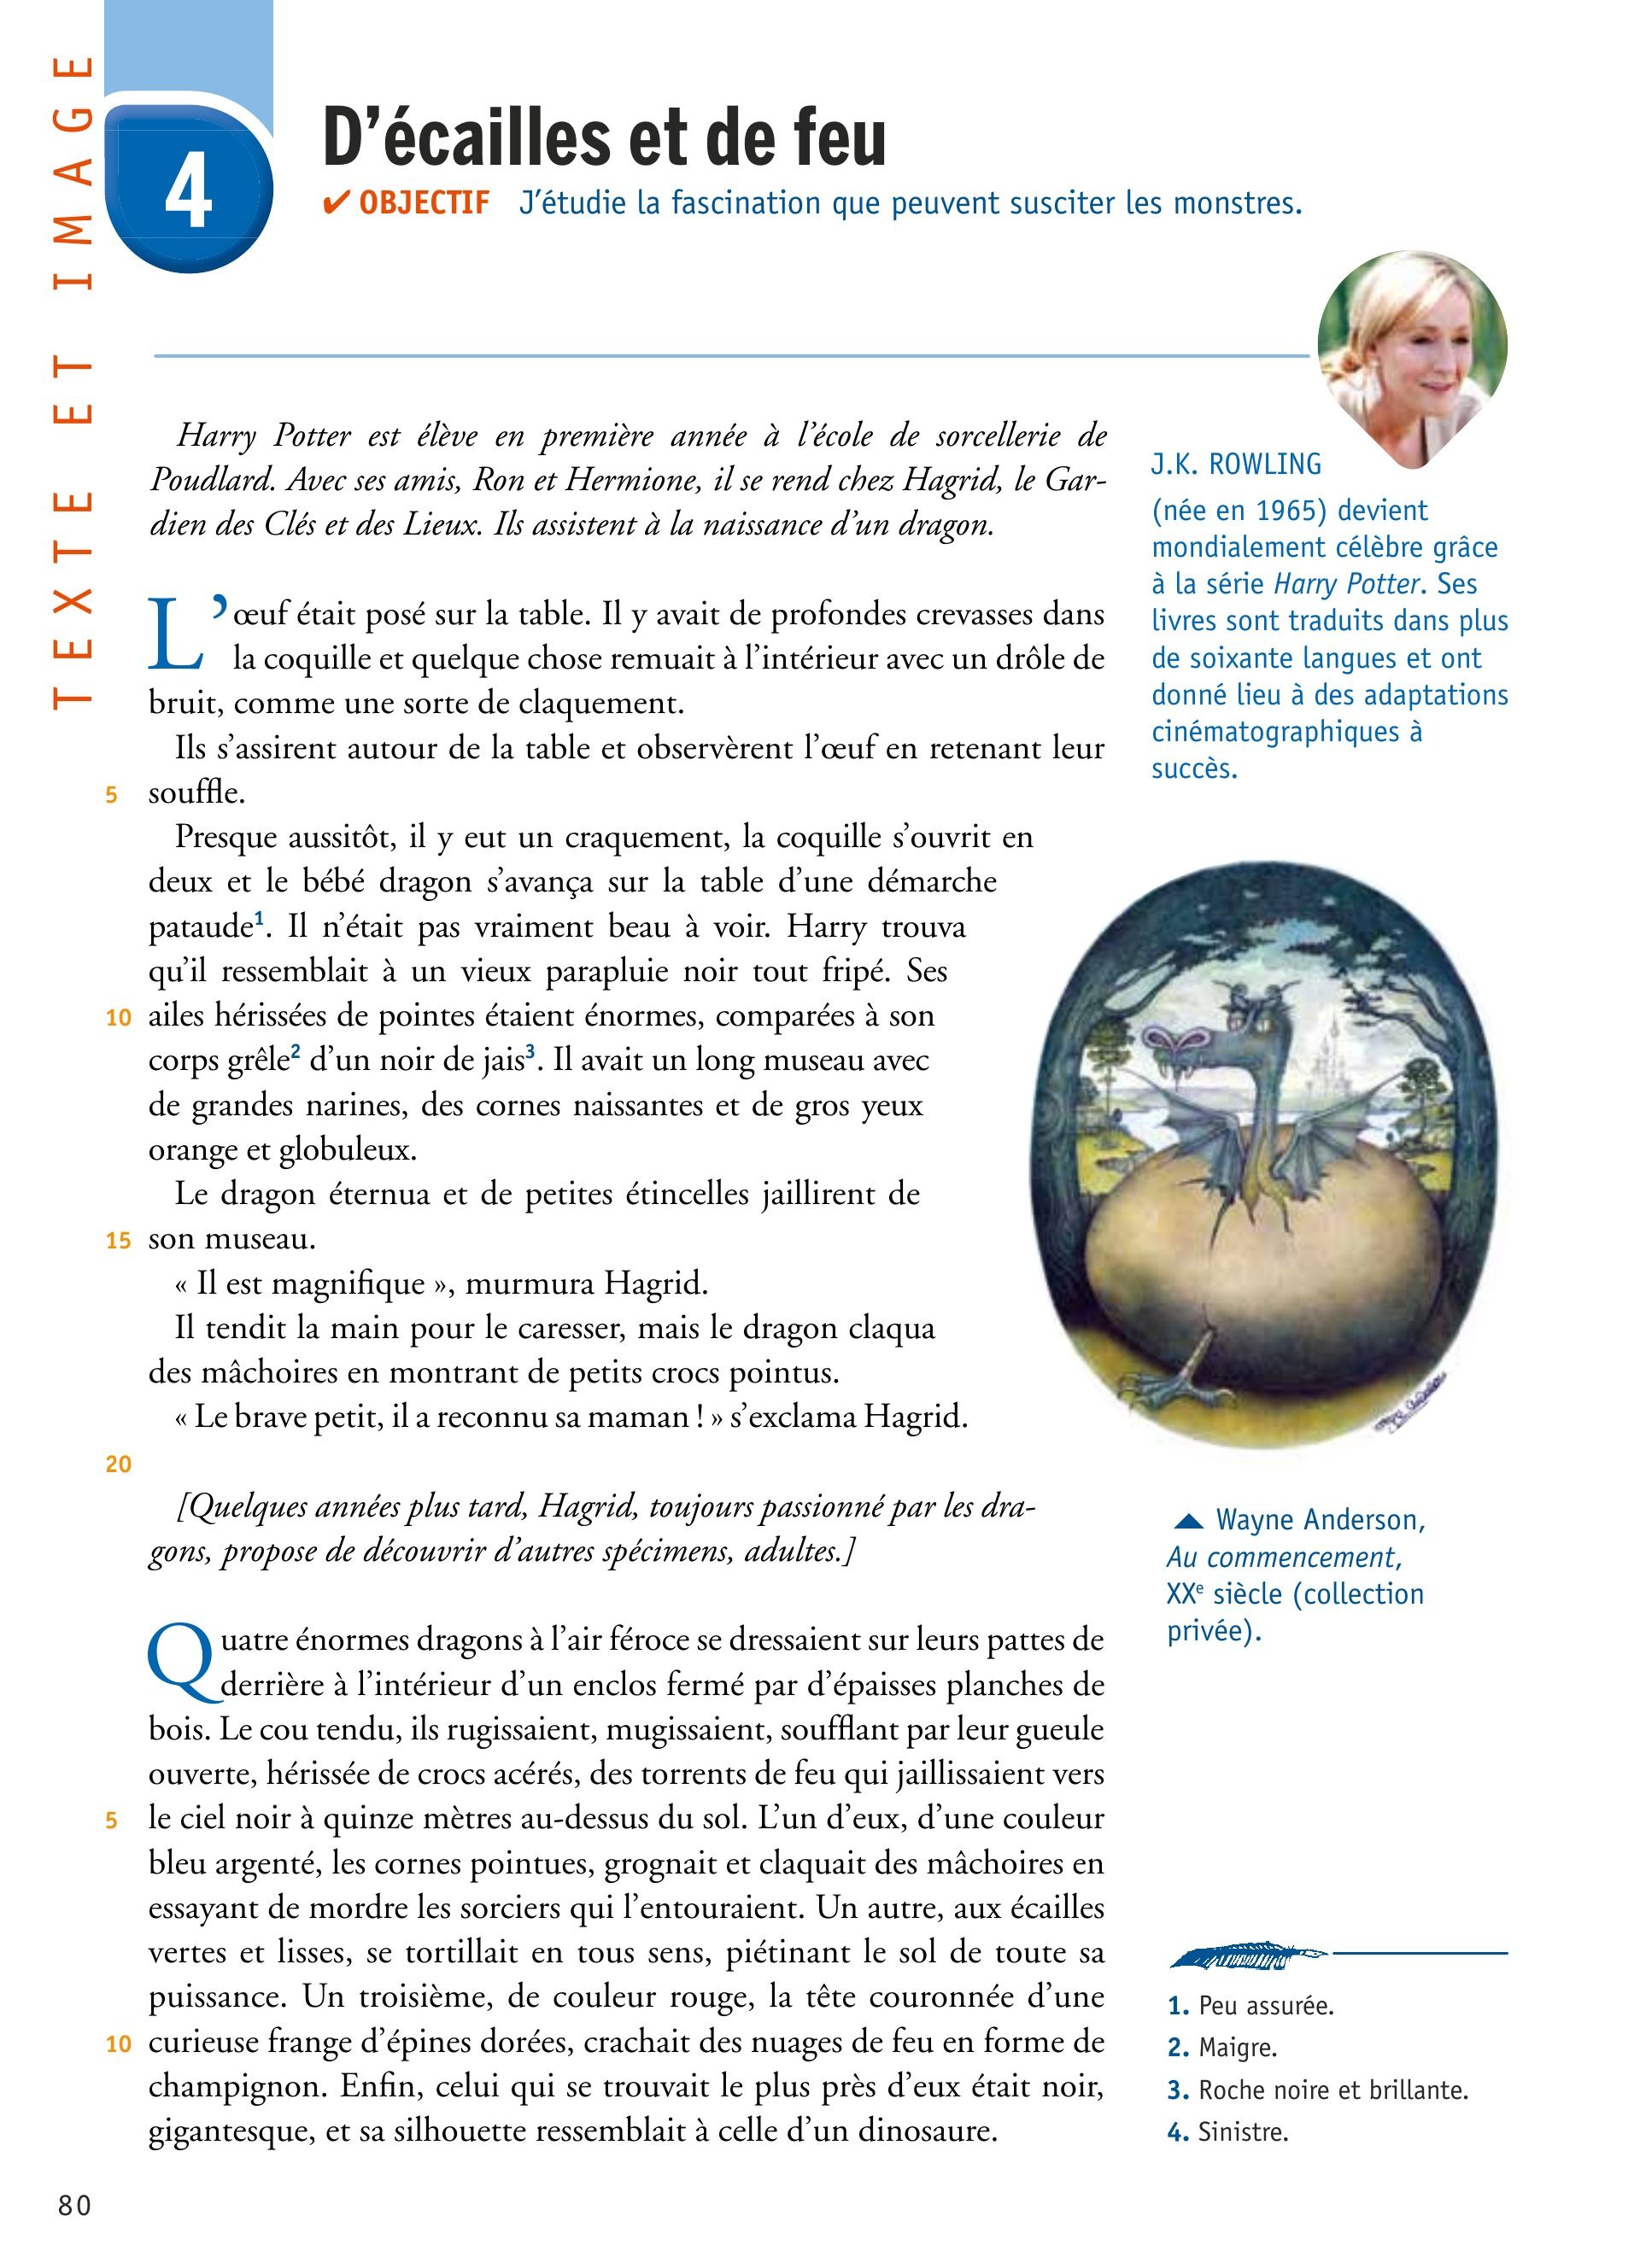 TEXTE ET IMAGE
4
D’écailles et de feu
✔ OBJECTIF J’étudie la fascination que peuvent susciter les monstres.
Harry Potter est élève en première année à l’école de sorcellerie de
Poudlard. Avec ses amis, Ron et Hermione, il se rend chez Hagrid, le Gar-
dien des Clés et des Lieux. Ils assistent à la naissance d’un dragon.
L’œuf était posé sur la table. Il y avait de profondes crevasses dans
la coquille et quelque chose remuait à l’intérieur avec un drôle de
bruit, comme une sorte de claquement.
Ils s’assirent autour de la table et observèrent l’œuf en retenant leur
5 souffle.
Presque aussitôt, il y eut un craquement, la coquille s’ouvrit en
deux et le bébé dragon s’avança sur la table d’une démarche
pataude1. Il n’était pas vraiment beau à voir. Harry trouva
qu’il ressemblait à un vieux parapluie noir tout fripé. Ses
10 ailes hérissées de pointes étaient énormes, comparées à son
corps grêle2 d’un noir de jais3. Il avait un long museau avec
de grandes narines, des cornes naissantes et de gros yeux
orange et globuleux.
Le dragon éternua et de petites étincelles jaillirent de
15 son museau.
« Il est magnifique », murmura Hagrid.
Il tendit la main pour le caresser, mais le dragon claqua
des mâchoires en montrant de petits crocs pointus.
« Le brave petit, il a reconnu sa maman ! » s’exclama Hagrid.
20
[Quelques années plus tard, Hagrid, toujours passionné par les dra-
gons, propose de découvrir d’autres spécimens, adultes.]
Quatre énormes dragons à l’air féroce se dressaient sur leurs pattes de
derrière à l’intérieur d’un enclos fermé par d’épaisses planches de
bois. Le cou tendu, ils rugissaient, mugissaient, soufflant par leur gueule
ouverte, hérissée de crocs acérés, des torrents de feu qui jaillissaient vers
5 le ciel noir à quinze mètres au-dessus du sol. L’un d’eux, d’une couleur
bleu argenté, les cornes pointues, grognait et claquait des mâchoires en
essayant de mordre les sorciers qui l’entouraient. Un autre, aux écailles
vertes et lisses, se tortillait en tous sens, piétinant le sol de toute sa
puissance. Un troisième, de couleur rouge, la tête couronnée d’une
10 curieuse frange d’épines dorées, crachait des nuages de feu en forme de
champignon. Enfin, celui qui se trouvait le plus près d’eux était noir,
gigantesque, et sa silhouette ressemblait à celle d’un dinosaure.
J.K. ROWLING
(née en 1965) devient
mondialement célèbre grâce
à la série Harry Potter. Ses
livres sont traduits dans plus
de soixante langues et ont
donné lieu à des adaptations
cinématographiques à
succès.
Wayne Anderson,
Au commencement,
XXe siècle (collection
privée).
1. Peu assurée.
2. Maigre.
3. Roche noire et brillante.
4. Sinistre.
80